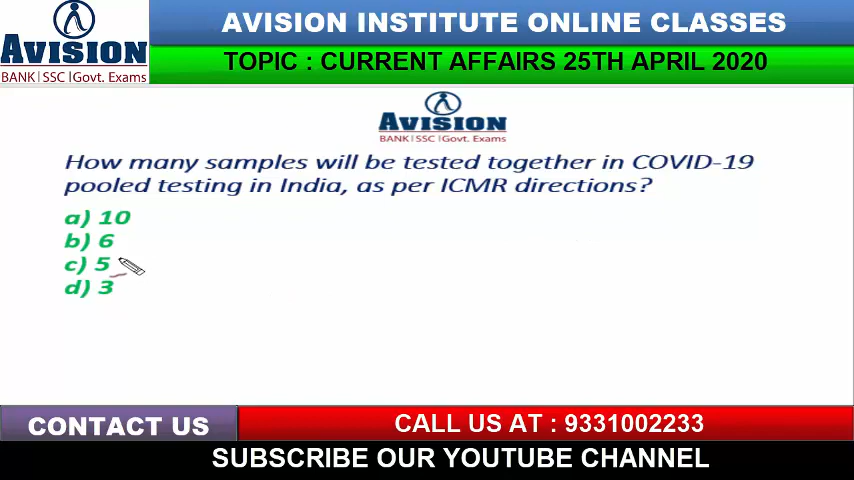 AVISION
BANK|SSC|Govt. Exams
AVISION INSTITUTE ONLINE CLASSES
TOPIC : CURRENT AFFAIRS 25TH APRIL 2020
AVISION
BANK|SSC|Govt. Exams
How many samples will be tested together in COVID-19
pooled testing in India, as per ICMR directions?
a) 10
b) 6
c) 5
d) 3
CONTACT US
CALL US AT : 9331002233
SUBSCRIBE OUR YOUTUBE CHANNEL